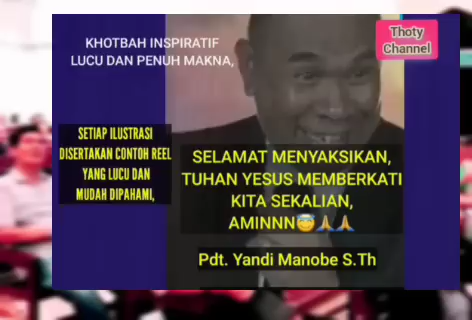 Thoty
Channel
KHOTBAH INSPIRATIF
LUCU DAN PENUH MAKNA,
SETIAP ILUSTRASI
DISERTAKAN CONTOH REEL
YANG LUCU DAN
MUDAH DIPAHAMI,
SELAMAT MENYAKSIKAN,
TUHAN YESUS MEMBERKATI
KITA SEKALIAN,
AMINNN😇🙏🙏
Pdt. Yandi Manobe S.Th